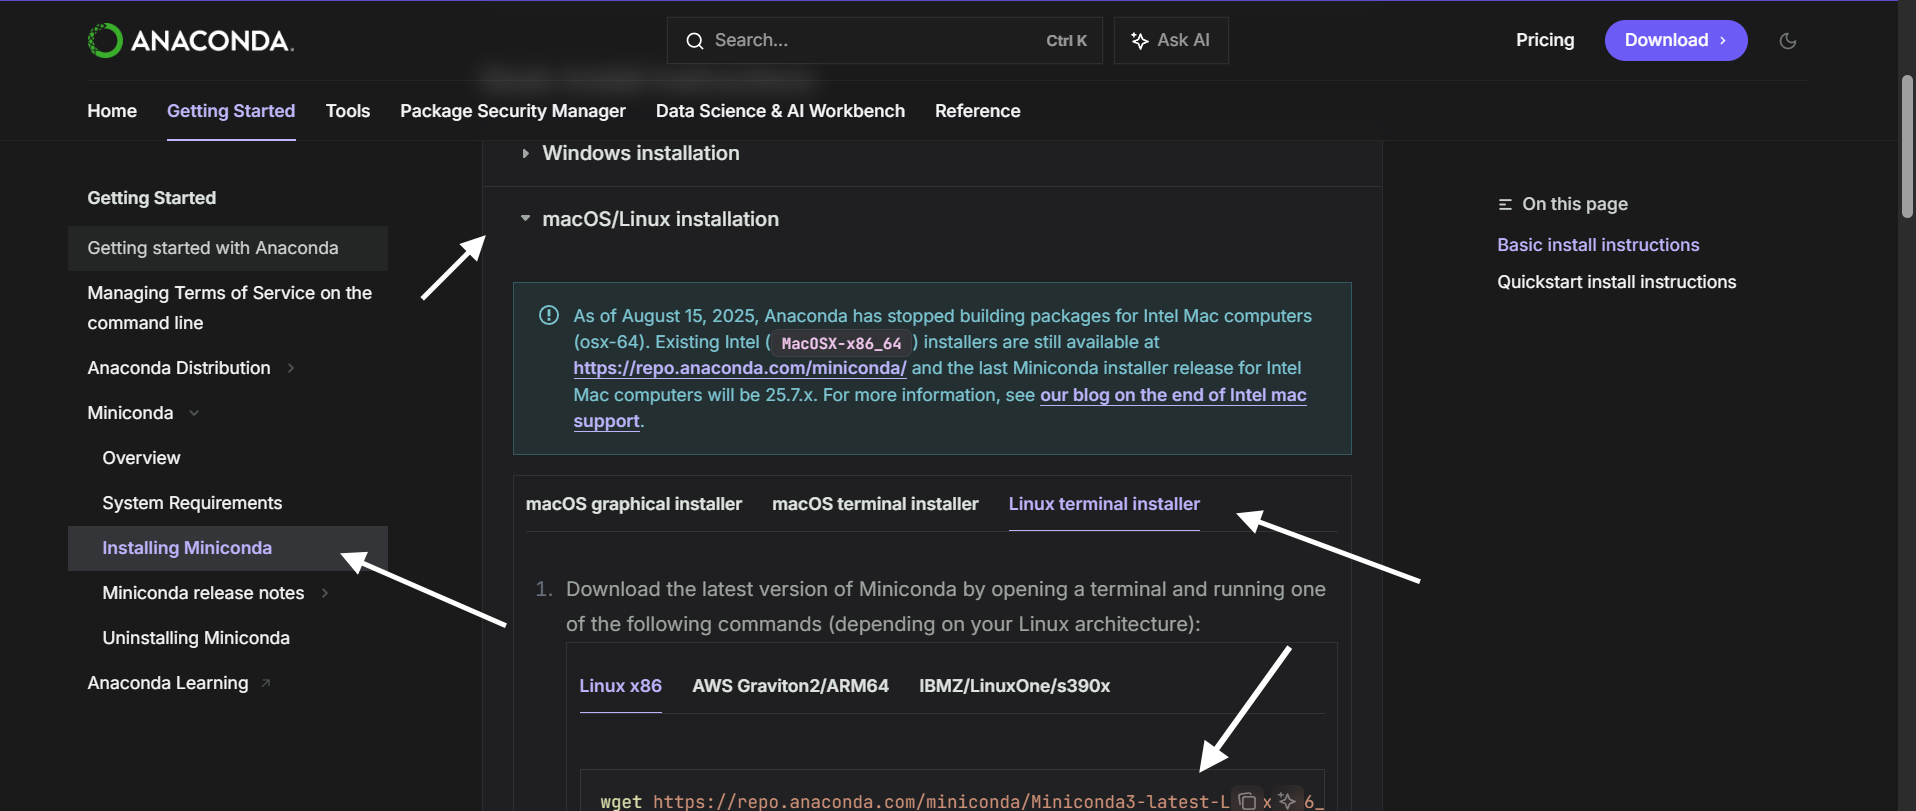 ANACONDA.
Search...
Ctrl K
Ask AI
Pricing
Download
Home
Getting Started
Tools
Package Security Manager
Data Science & AI Workbench
Reference
Getting Started
Getting started with Anaconda
Managing Terms of Service on the
command line
Anaconda Distribution
Miniconda
Overview
System Requirements
Installing Miniconda
Miniconda release notes
Uninstalling Miniconda
Anaconda Learning
Windows installation
macOS/Linux installation
As of August 15, 2025, Anaconda has stopped building packages for Intel Mac computers
(osx-64). Existing Intel ( MacOSX-x86_64 ) installers are still available at
https://repo.anaconda.com/miniconda/ and the last Miniconda installer release for Intel
Mac computers will be 25.7.x. For more information, see our blog on the end of Intel mac
support.
macOS graphical installer
macOS terminal installer
Linux terminal installer
1. Download the latest version of Miniconda by opening a terminal and running one
of the following commands (depending on your Linux architecture):
Linux x86
AWS Graviton2/ARM64
IBMZ/LinuxOne/s390x
wget https://repo.anaconda.com/miniconda/Miniconda3-latest-L
On this page
Basic install instructions
Quickstart install instructions